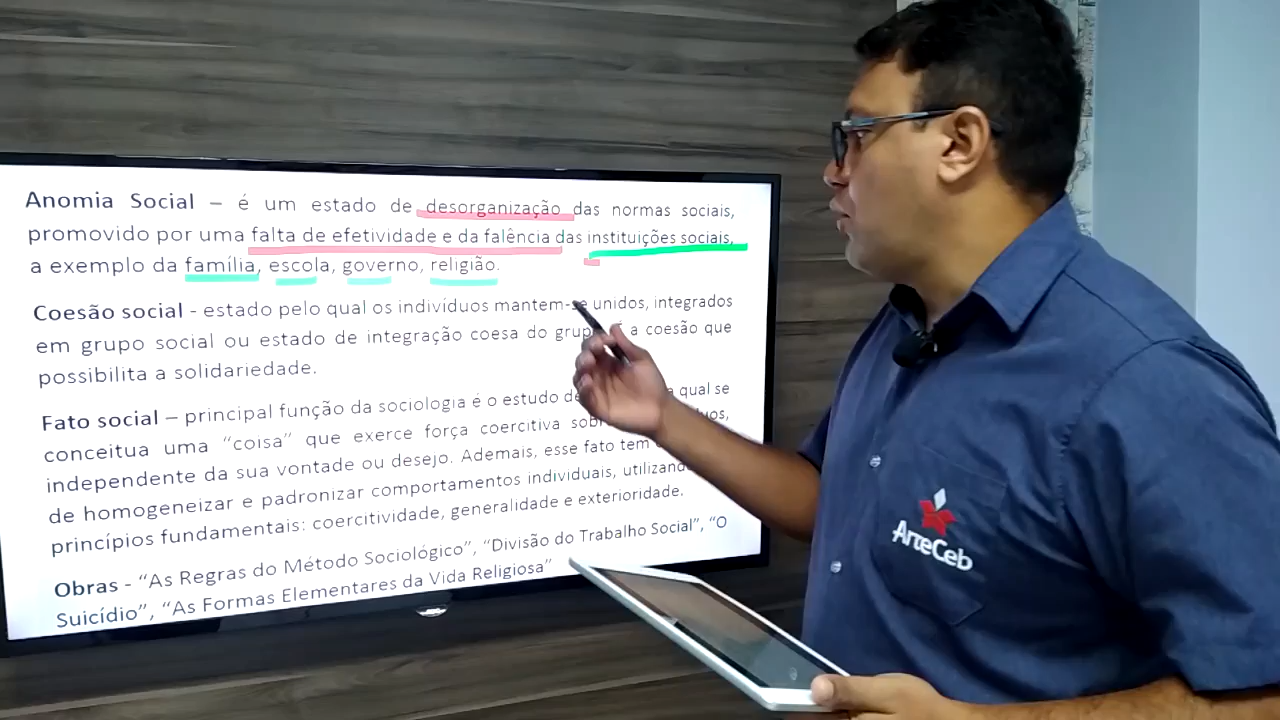 Anomia Social – é um estado de desorganização das normas sociais,
promovido por uma falta de efetividade e da falência das instituições sociais,
a exemplo da família, escola, governo, religião.
Coesão social - estado pelo qual os indivíduos mantem-se unidos, integrados
em grupo social ou estado de integração coesa do grupo a coesão que
possibilita a solidariedade.
Fato social – principal função da sociologia é o estudo de qual se
conceitua uma “coisa” que exerce força coercitiva
independente da sua vontade ou desejo. Ademais, esse fato tem
de homogeneizar e padronizar comportamentos individuais, utilizando
princípios fundamentais: coercitividade, generalidade e exterioridade.
Obras - “As Regras do Método Sociológico”, “Divisão do Trabalho Social”, “O
Suicídio”, “As Formas Elementares da Vida Religiosa”
ArteCeb